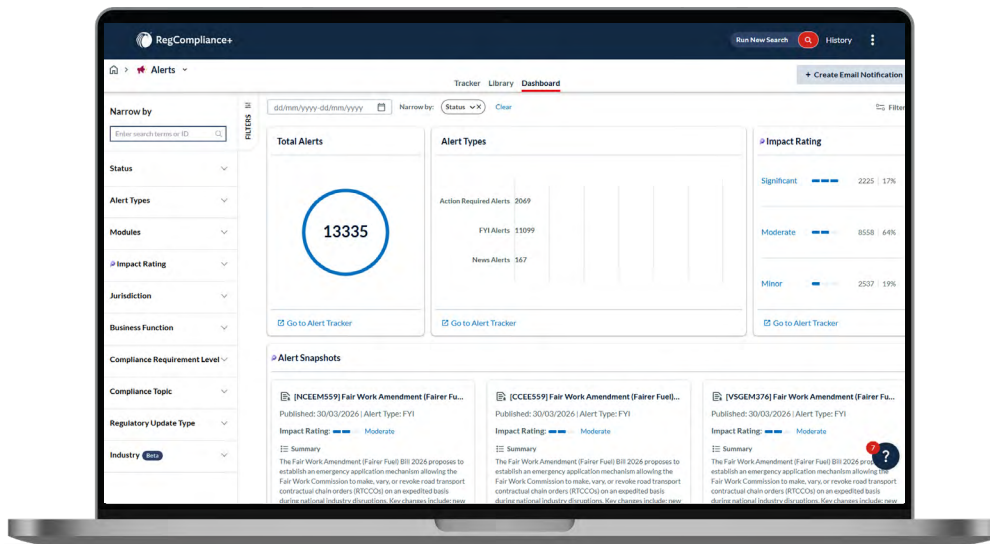 RegCompliance+
Run New Search
History
Alerts
Tracker Library Dashboard
+ Create Email Notification
Narrow by
Enter search terms or ID
Status
Alert Types
Modules
Impact Rating
Jurisdiction
Business Function
Compliance Requirement Level
Compliance Topic
Regulatory Update Type
Industry Beta
FILTERS
dd/mm/yyyy-dd/mm/yyyy
Narrow by: Status X Clear
Filter
Total Alerts
13335
Go to Alert Tracker
Alert Types
Action Required Alerts 2069
FYI Alerts 11099
News Alerts 167
Go to Alert Tracker
Impact Rating
Significant 2225 | 17%
Moderate 8558 | 64%
Minor 2537 | 19%
Go to Alert Tracker
Alert Snapshots
[NCEEM559] Fair Work Amendment (Fairer Fu...
Published: 30/03/2026 | Alert Type: FYI
Impact Rating: Moderate
Summary
The Fair Work Amendment (Fairer Fuel) Bill 2026 proposes to
establish an emergency application mechanism allowing the
Fair Work Commission to make, vary, or revoke road transport
contractual chain orders (RTCCOs) on an expedited basis
during national industry disruptions. Key changes include: new
[CCEE559] Fair Work Amendment (Fairer Fuel)...
Published: 30/03/2026 | Alert Type: FYI
Impact Rating: Moderate
Summary
The Fair Work Amendment (Fairer Fuel) Bill 2026 proposes to
establish an emergency application mechanism allowing the
Fair Work Commission to make, vary, or revoke road transport
contractual chain orders (RTCCOs) on an expedited basis
during national industry disruptions. Key changes include: new
[VSGEM376] Fair Work Amendment (Fairer Fu...
Published: 30/03/2026 | Alert Type: FYI
Impact Rating: Moderate
Summary
The Fair Work Amendment (Fairer Fuel) Bill 2026 prop
establish an emergency application mechanism allowing the
Fair Work Commission to make, vary, or revoke road transport
contractual chain orders (RTCCOs) on an expedited basis
during national industry disruptions. Key changes include: new
7
?